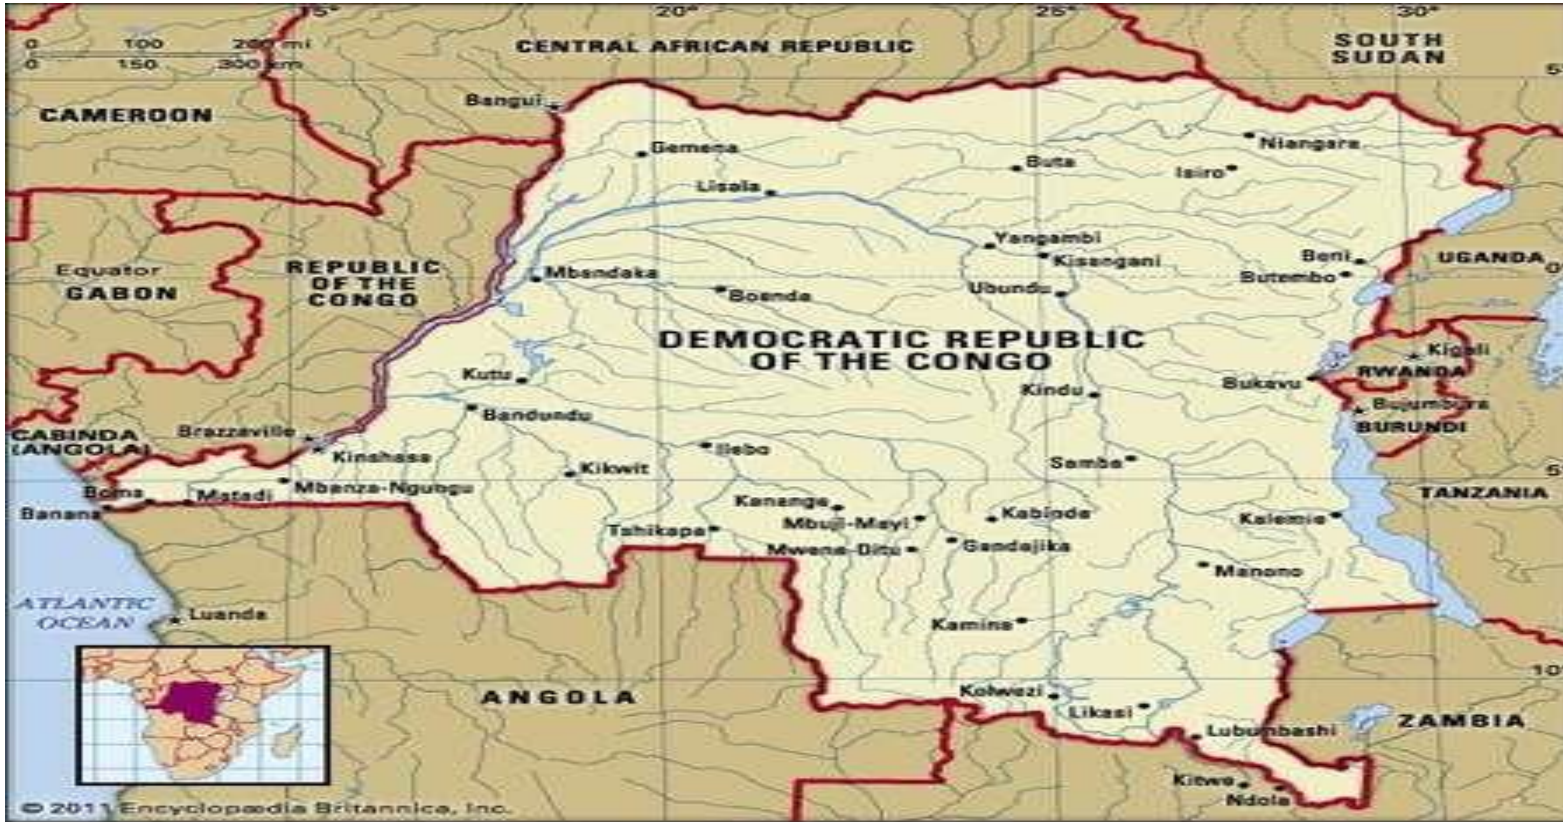 15° 20° 25° 30°
0 100 200 mi
0 150 300 km
CENTRAL AFRICAN REPUBLIC
SOUTH
SUDAN
5°
CAMEROON
Bangui
Gemena
Niangara
Buta
Isiro
Lisala
Yangambi
Kisangani
Beni
UGANDA
Equator
GABON
REPUBLIC
OF THE
CONGO
Mbandaka
Butembo
0°
Boende
Ubundu
DEMOCRATIC REPUBLIC
OF THE CONGO
Kigali
RWANDA
Kutu
Kindu
Bukavu
Bujumbura
BURUNDI
Bandundu
CABINDA
(ANGOLA)
Brazzaville
Kinshasa
Ilebo
Samba
Kikwit
5
Boma
Matadi
Mbanza-Ngungu
TANZANIA
Banana
Kananga
Mbuji-Mayi
Kabinda
Kalemie
Tshikapa
Mwene-Ditu
Gandajika
Manono
ATLANTIC
OCEAN
Luanda
Kamina
10
ANGOLA
Kolwezi
Likasi
Lubumbashi
ZAMBIA
Kitwe
Ndola
© 2011 Encyclopædia Britannica, Inc.